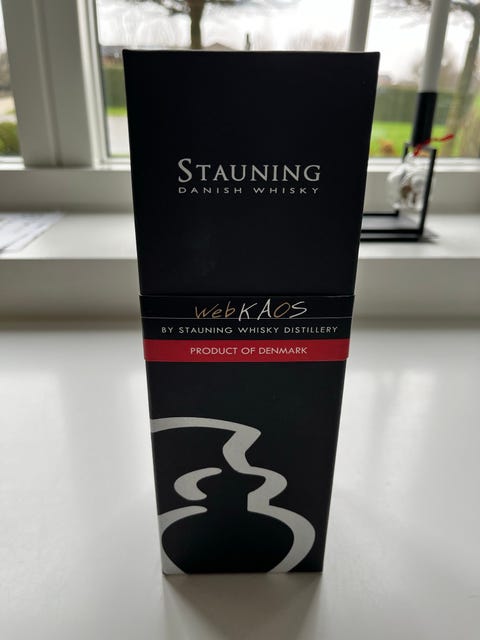 STAUNING
DANISH WHISKY
webKAOS
BY STAUNING WHISKY DISTILLERY
PRODUCT OF DENMARK